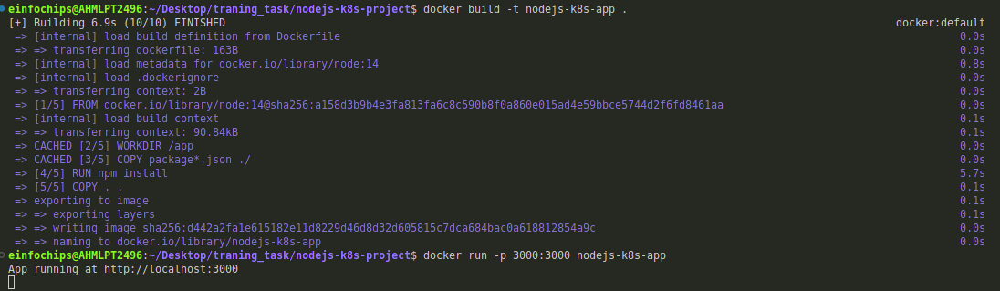 einfochips@AHMLPT2496:~/Desktop/traning_task/nodejs-k8s-project$ docker build -t nodejs-k8s-app .
[+] Building 6.9s (10/10) FINISHED docker:default
=> [internal] load build definition from Dockerfile 0.0s
=> => transferring dockerfile: 163B 0.0s
=> [internal] load metadata for docker.io/library/node:14 0.8s
=> [internal] load .dockerignore 0.0s
=> => transferring context: 2B 0.0s
=> [1/5] FROM docker.io/library/node:14@sha256:a158d3b9b4e3fa813fa6c8c590b8f0a860e015ad4e59bbce5744d2f6fd8461aa 0.0s
=> [internal] load build context 0.1s
=> => transferring context: 90.84kB 0.1s
=> CACHED [2/5] WORKDIR /app 0.0s
=> CACHED [3/5] COPY package*.json ./ 0.0s
=> [4/5] RUN npm install 5.7s
=> [5/5] COPY . . 0.1s
=> exporting to image 0.1s
=> => exporting layers 0.1s
=> => writing image sha256:d442a2fa1e615182e11d8229d46d8d32d605815c7dca684bac0a618812854a9c 0.0s
=> => naming to docker.io/library/nodejs-k8s-app 0.0s
einfochips@AHMLPT2496:~/Desktop/traning_task/nodejs-k8s-project$ docker run -p 3000:3000 nodejs-k8s-app
App running at http://localhost:3000